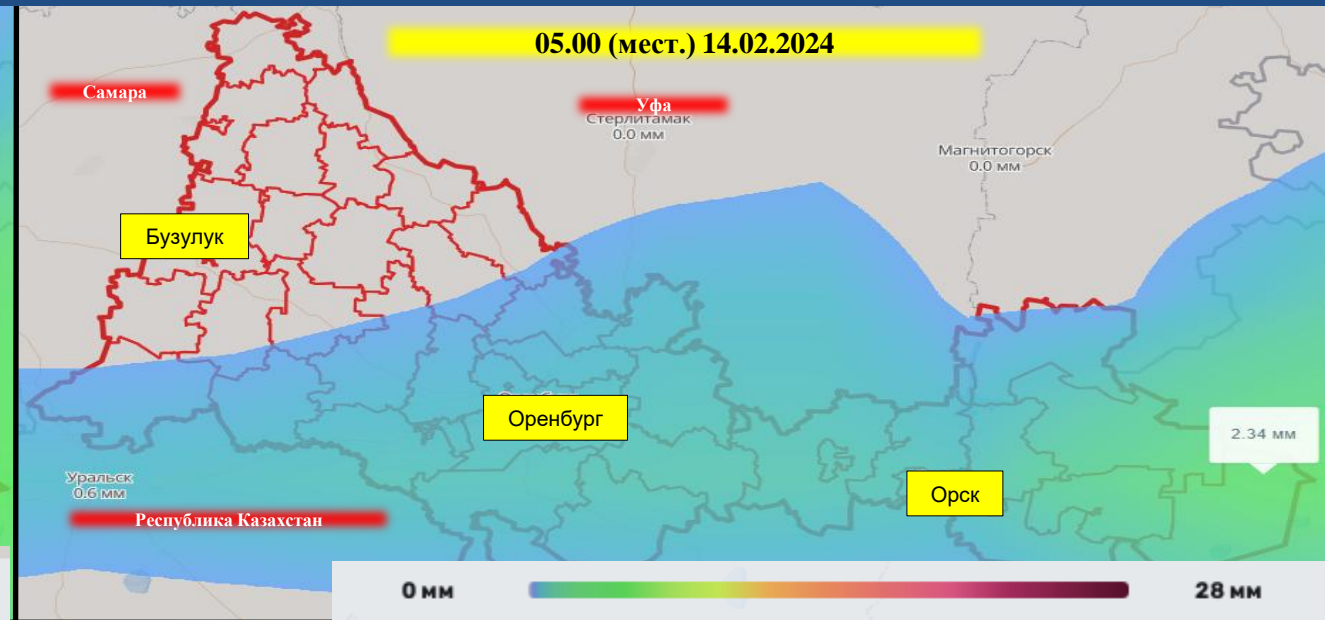 05.00 (мест.) 14.02.2024
Самара
Уфа
Стерлитамак
0.0 мм
Магнитогорск
0.0 мм
Бузулук
Оренбург
2.34 мм
Уральск
0.6 мм
Орск
Республика Казахстан
0 мм
28 мм